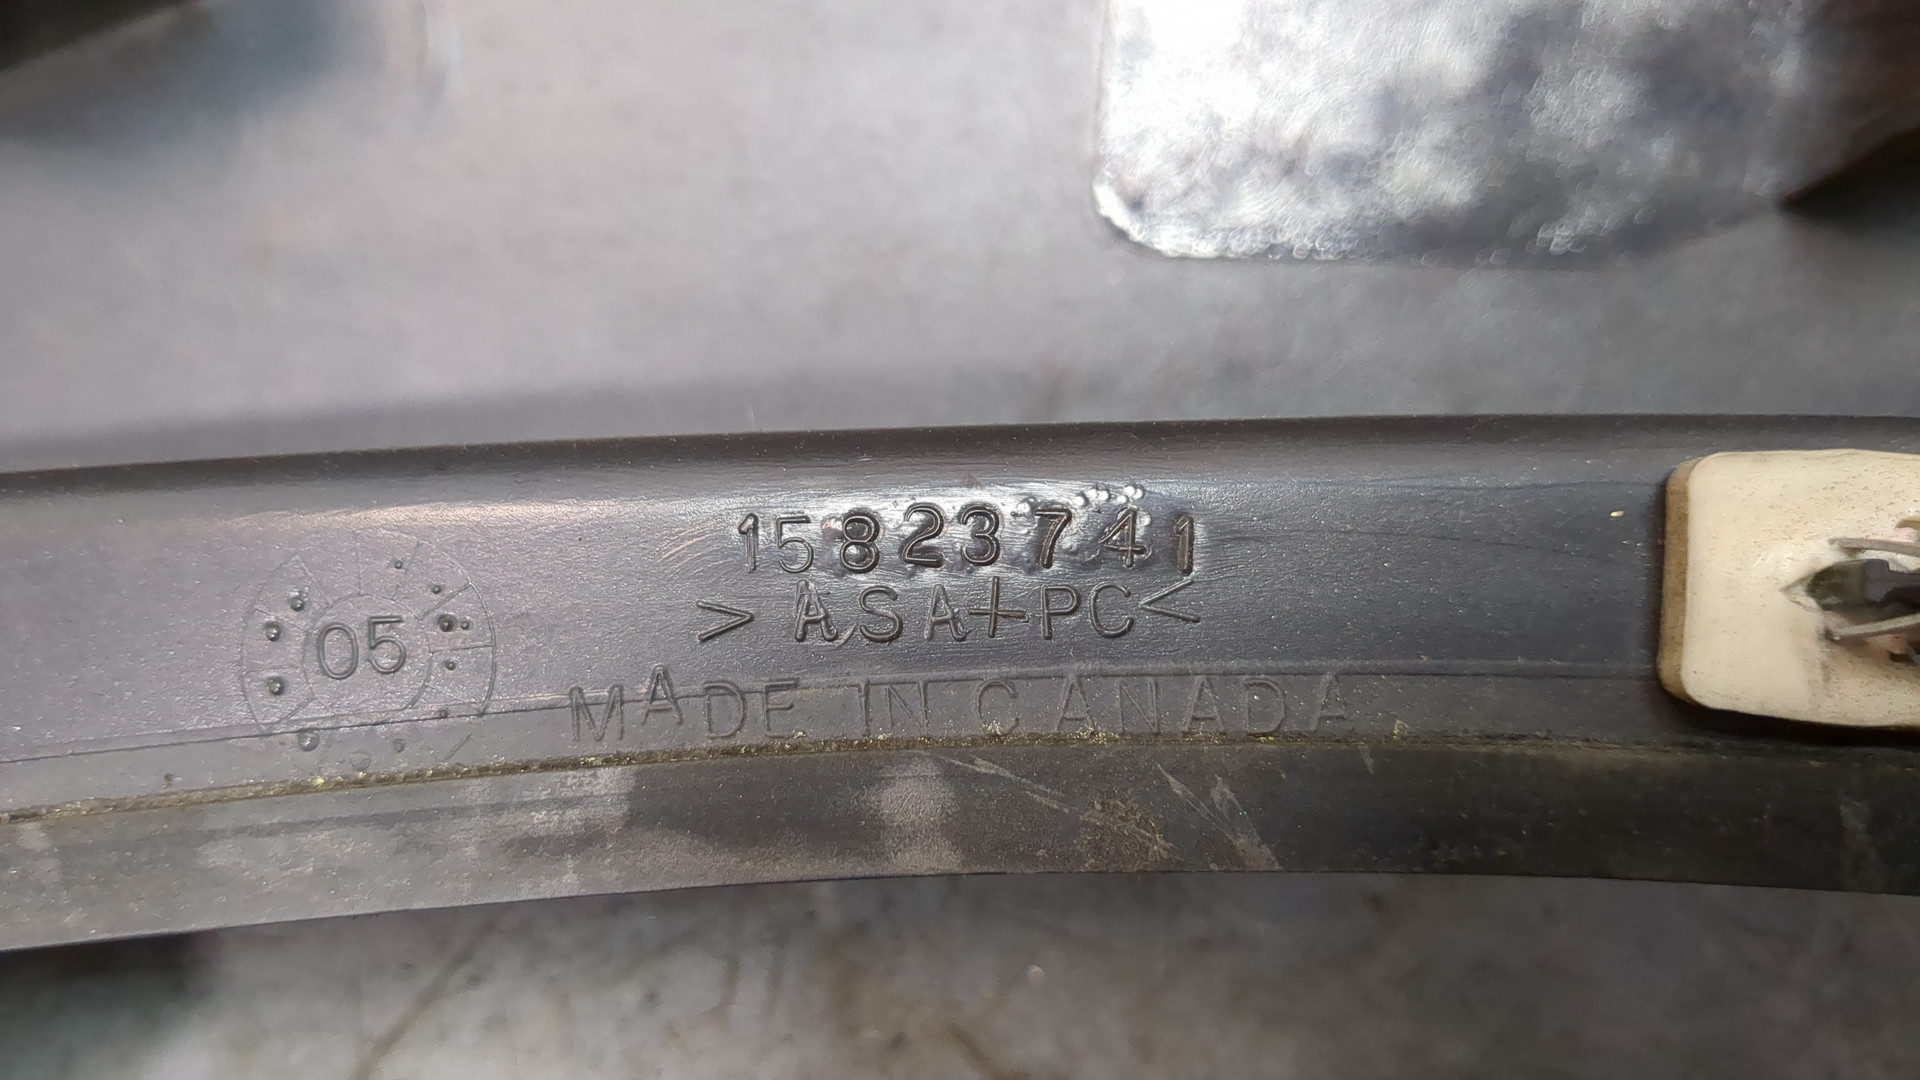 15823741
>ASA+PC<
05
MADE IN CANADA